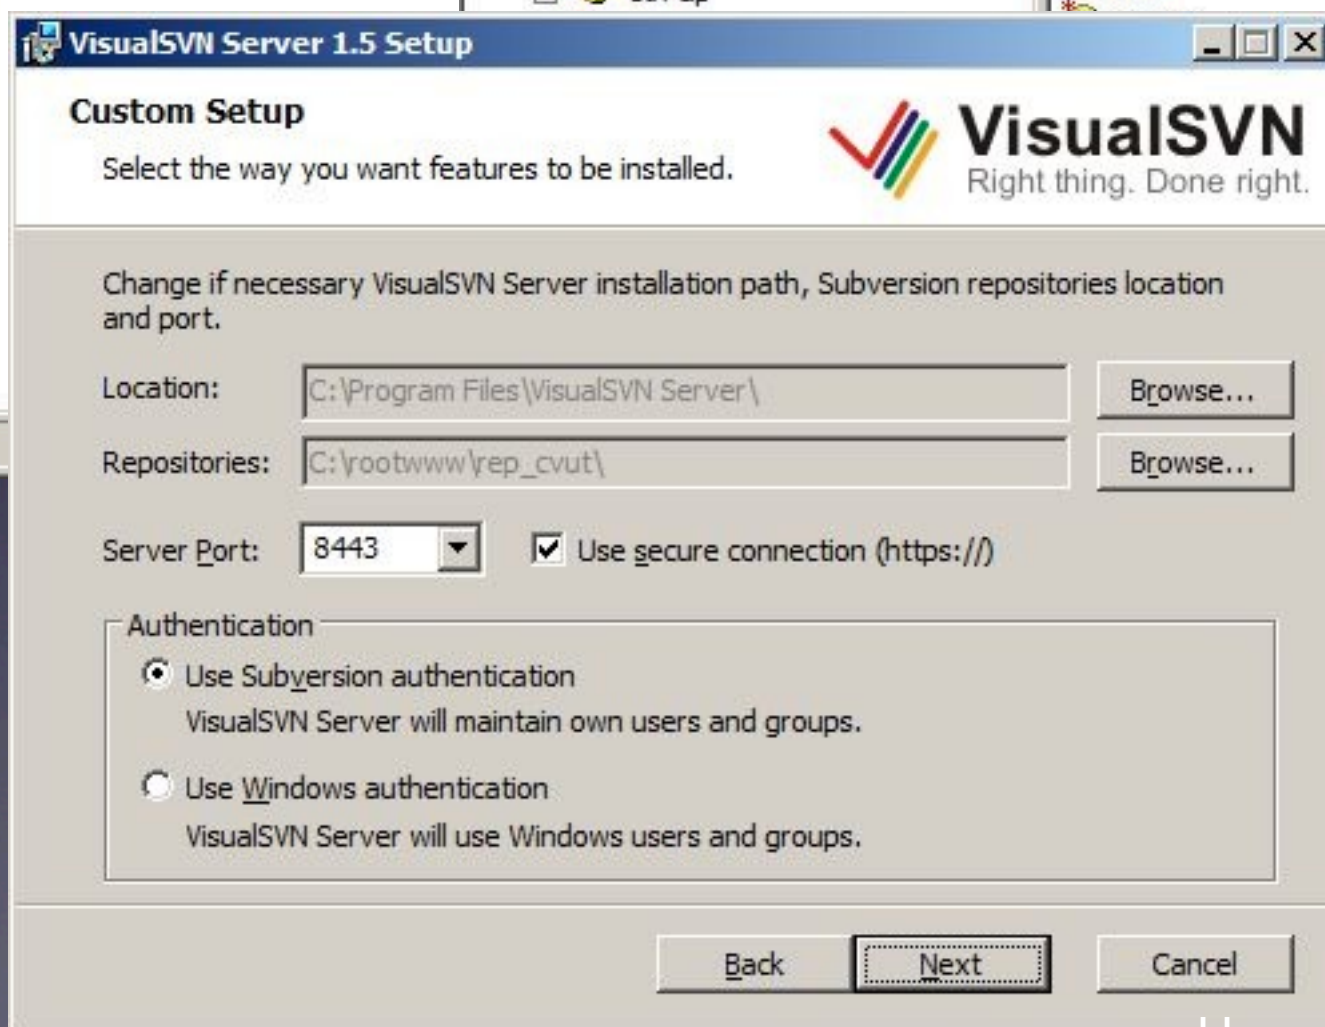 VisualSVN Server 1.5 Setup
Custom Setup
Select the way you want features to be installed.
VisualSVN
Right thing. Done right.
Change if necessary VisualSVN Server installation path, Subversion repositories location
and port.
Location: C:\Program Files\VisualSVN Server\ Browse...
Repositories: C:\rootwww\rep_cvut\ Browse...
Server Port: 8443 Use secure connection (https://)
Authentication
Use Subversion authentication
VisualSVN Server will maintain own users and groups.
Use Windows authentication
VisualSVN Server will use Windows users and groups.
Back Next Cancel